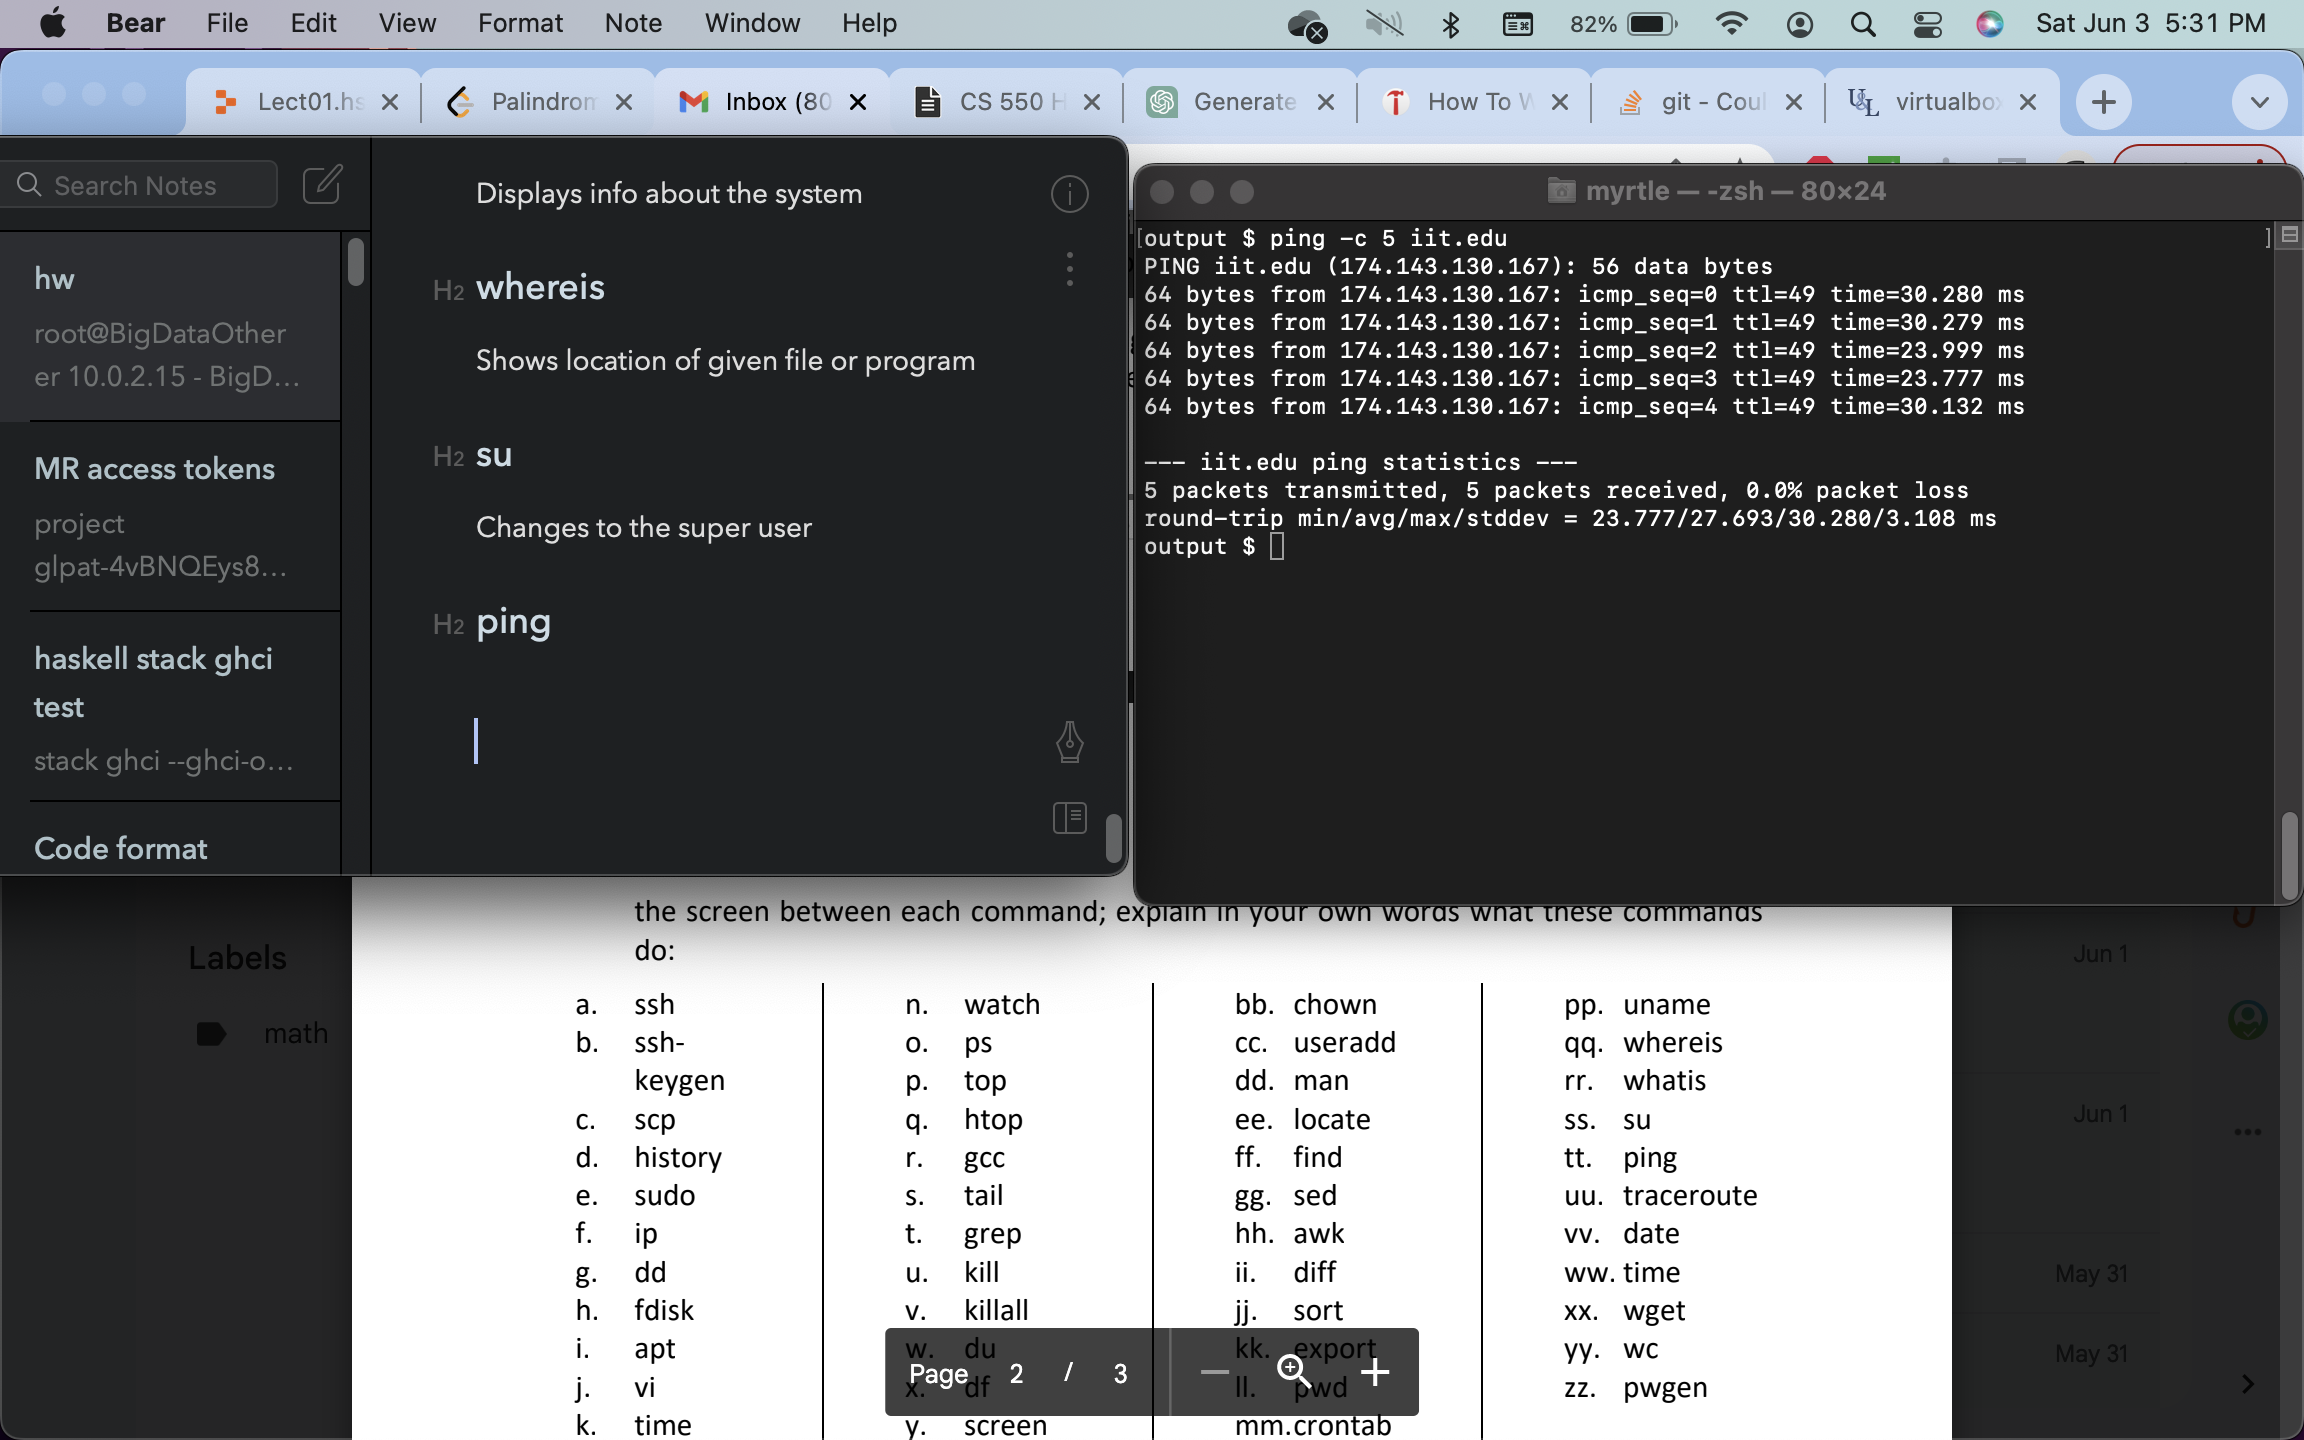 Bear File Edit View Format Note Window Help 82% Sat Jun 3 5:31 PM
Lect01.hs Palindrom Inbox (80 CS 550 H Generate How To W git - Coul virtualbox
Search Notes
hw
root@BigDataOther
er 10.0.2.15 - BigD...
MR access tokens
project
glpat-4vBNQEys8...
haskell stack ghci
test
stack ghci --ghci-o...
Code format
Displays info about the system
H2 whereis
Shows location of given file or program
H2 su
Changes to the super user
H2 ping
myrtle — -zsh — 80×24
[output $ ping -c 5 iit.edu ]
PING iit.edu (174.143.130.167): 56 data bytes
64 bytes from 174.143.130.167: icmp_seq=0 ttl=49 time=30.280 ms
64 bytes from 174.143.130.167: icmp_seq=1 ttl=49 time=30.279 ms
64 bytes from 174.143.130.167: icmp_seq=2 ttl=49 time=23.999 ms
64 bytes from 174.143.130.167: icmp_seq=3 ttl=49 time=23.777 ms
64 bytes from 174.143.130.167: icmp_seq=4 ttl=49 time=30.132 ms
--- iit.edu ping statistics ---
5 packets transmitted, 5 packets received, 0.0% packet loss
round-trip min/avg/max/stddev = 23.777/27.693/30.280/3.108 ms
output $
the screen between each command; explain in your own words what these commands
do:
Labels
math
a. ssh
b. ssh-
keygen
c. scp
d. history
e. sudo
f. ip
g. dd
h. fdisk
i. apt
j. vi
k. time
n. watch
o. ps
p. top
q. htop
r. gcc
s. tail
t. grep
u. kill
v. killall
w. du
x. df
y. screen
bb. chown
cc. useradd
dd. man
ee. locate
ff. find
gg. sed
hh. awk
ii. diff
jj. sort
kk. export
ll. pwd
mm. crontab
pp. uname
qq. whereis
rr. whatis
ss. su
tt. ping
uu. traceroute
vv. date
ww. time
xx. wget
yy. wc
zz. pwgen
Page 2 / 3
Jun 1
Jun 1
May 31
May 31